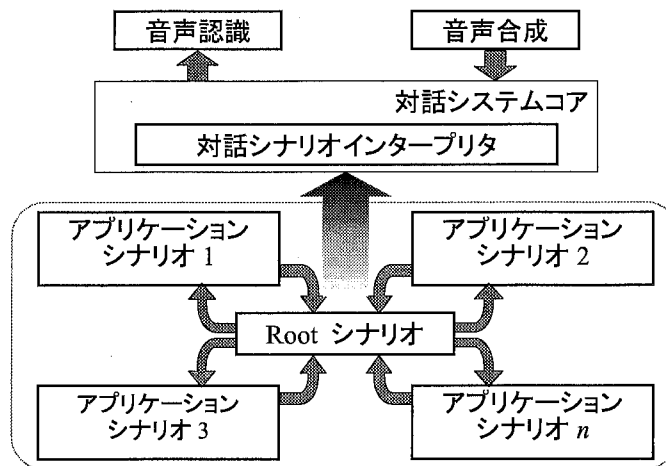 音声認識
音声合成
対話システムコア
対話シナリオインタープリタ
アプリケーション
シナリオ 1
アプリケーション
シナリオ 2
Root シナリオ
アプリケーション
シナリオ 3
アプリケーション
シナリオ n